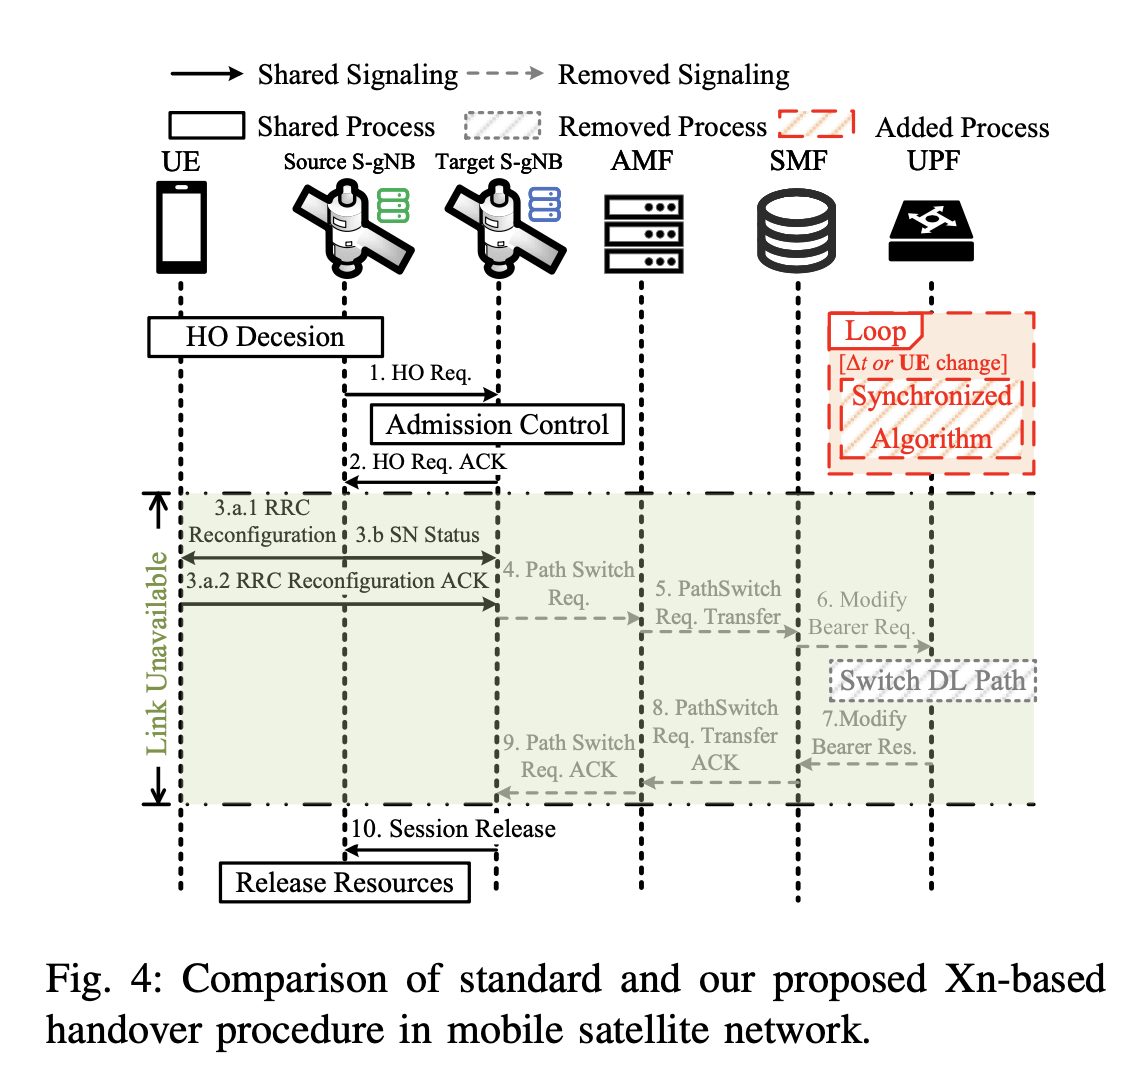 Shared Signaling
Removed Signaling
Shared Process
Removed Process
Added Process
UE
Source S-gNB
Target S-gNB
AMF
SMF
UPF
HO Decesion
Loop
[Δt or UE change]
Synchronized
Algorithm
1. HO Req.
Admission Control
2. HO Req. ACK
Link Unavailable
3.a.1 RRC
Reconfiguration
3.b SN Status
3.a.2 RRC Reconfiguration ACK
4. Path Switch
Req.
5. PathSwitch
Req. Transfer
6. Modify
Bearer Req.
Switch DL Path
7.Modify
Bearer Res.
8. PathSwitch
Req. Transfer
ACK
9. Path Switch
Req. ACK
10. Session Release
Release Resources
Fig. 4: Comparison of standard and our proposed Xn-based
handover procedure in mobile satellite network.